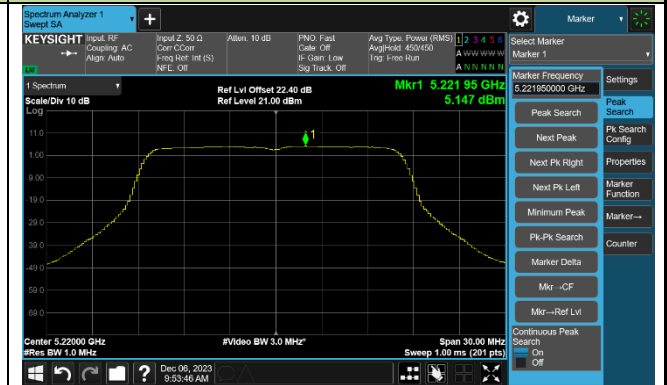 Spectrum Analyzer 1
Swept SA
+
Marker
KEYSIGHT
Input: RF
Coupling: AC
Align: Auto
Input Z: 50 Ω
Corr CCorr
Freq Ref: Int (S)
NFE: Off
Atten: 10 dB
PNO: Fast
Gate: Off
IF Gain: Low
Sig Track: Off
Avg Type: Power (RMS)
Avg|Hold: 450/450
Trig: Free Run
1 2 3 4 5 6
A W W W W W
A N N N N N
Select Marker
Marker 1
1 Spectrum
Scale/Div 10 dB
Log
Ref Lvl Offset 22.40 dB
Ref Level 21.00 dBm
Mkr1 5.221 95 GHz
5.147 dBm
1
11.0
1.00
-9.00
-19.0
-29.0
-39.0
-49.0
-59.0
-69.0
Center 5.22000 GHz
#Res BW 1.0 MHz
#Video BW 3.0 MHz*
Span 30.00 MHz
Sweep 1.00 ms (201 pts)
Marker Frequency
5.221950000 GHz
Peak Search
Next Peak
Next Pk Right
Next Pk Left
Minimum Peak
Pk-Pk Search
Marker Delta
Mkr→CF
Mkr→Ref Lvl
Continuous Peak
Search
On
Off
Settings
Peak
Search
Pk Search
Config
Properties
Marker
Function
Marker→
Counter
?
Dec 06, 2023
9:53:46 AM